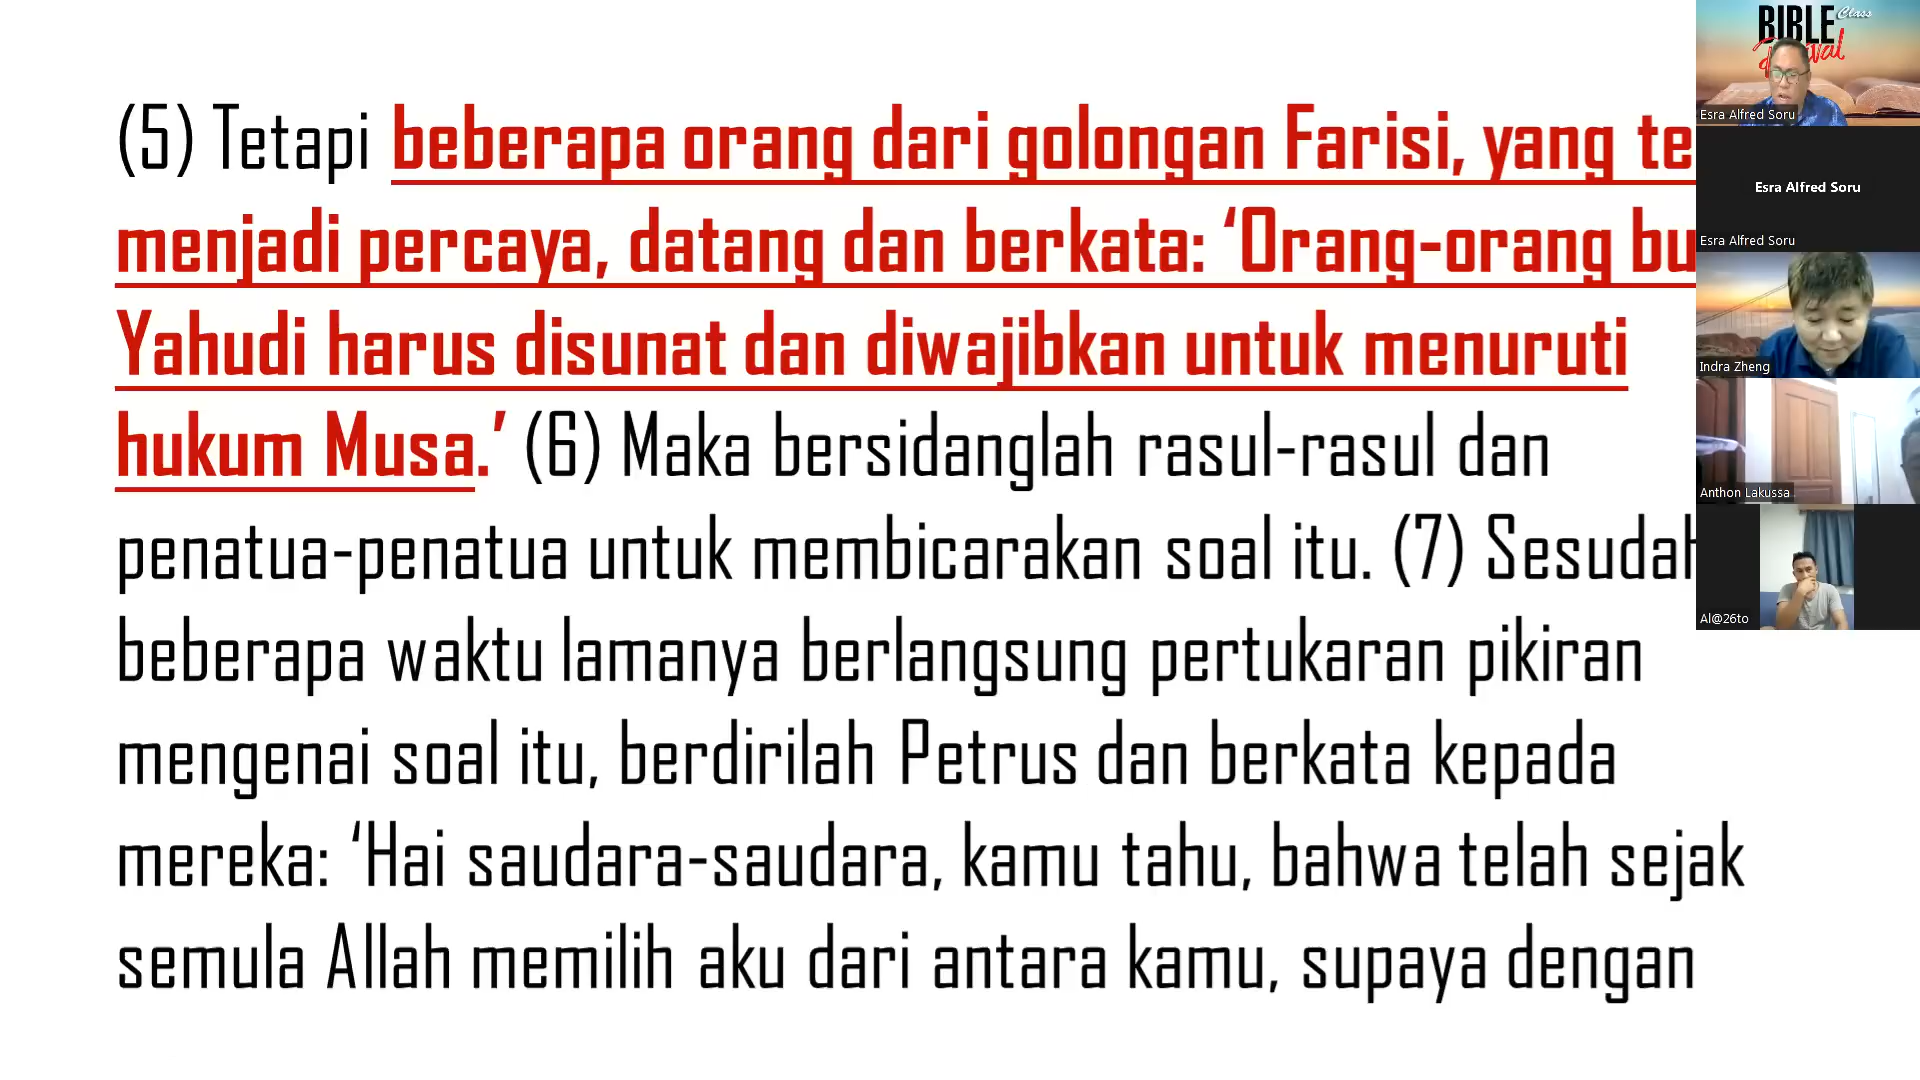 (5) Tetapi beberapa orang dari golongan Farisi, yang te
menjadi percaya, datang dan berkata: ‘Orang-orang bu
Yahudi harus disunat dan diwajibkan untuk menuruti
hukum Musa.’ (6) Maka bersidanglah rasul-rasul dan
penatua-penatua untuk membicarakan soal itu. (7) Sesudah
beberapa waktu lamanya berlangsung pertukaran pikiran
mengenai soal itu, berdirilah Petrus dan berkata kepada
mereka: ‘Hai saudara-saudara, kamu tahu, bahwa telah sejak
semula Allah memilih aku dari antara kamu, supaya dengan
BIBLE Class
Esra Alfred Soru
Esra Alfred Soru
Esra Alfred Soru
Indra Zheng
Anthon Lakussa
Al@26to